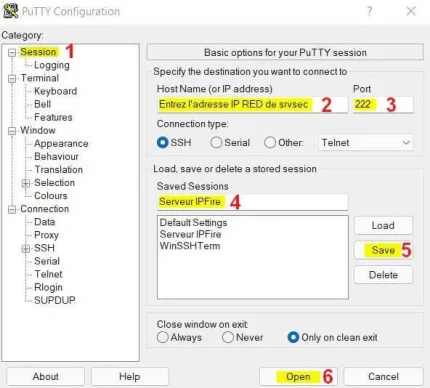 PuTTY Configuration
?
Category:
Session 1
Logging
Terminal
Keyboard
Bell
Features
Window
Appearance
Behaviour
Translation
Selection
Colours
Connection
Data
Proxy
SSH
Serial
Telnet
Rlogin
SUPDUP
Basic options for your PuTTY session
Specify the destination you want to connect to
Host Name (or IP address) Port
Entrez l'adresse IP RED de srvsec 2 222 3
Connection type:
SSH Serial Other: Telnet
Load, save or delete a stored session
Saved Sessions
Serveur IPFire 4
Default Settings
Serveur IPFire
WinSSHTerm
Load
Save 5
Delete
Close window on exit:
Always Never Only on clean exit
About Help Open 6 Cancel